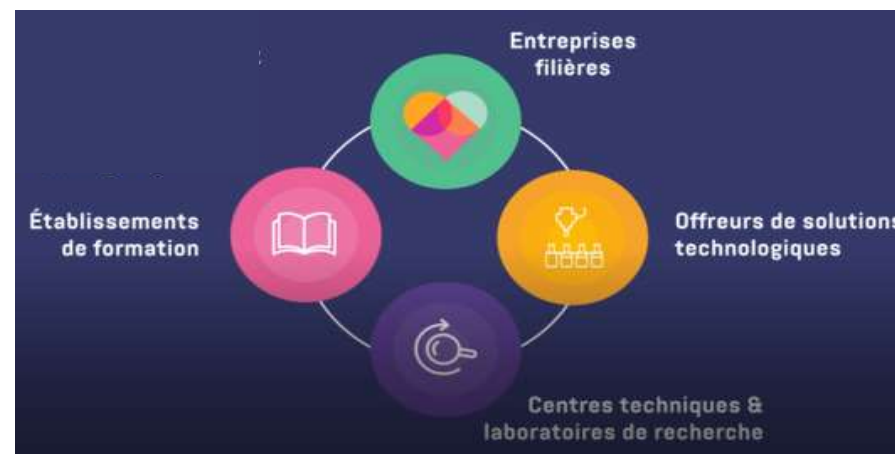 Entreprises
filières
Établissements
de formation
Offreurs de solutions
technologiques
Centres techniques &
laboratoires de recherche